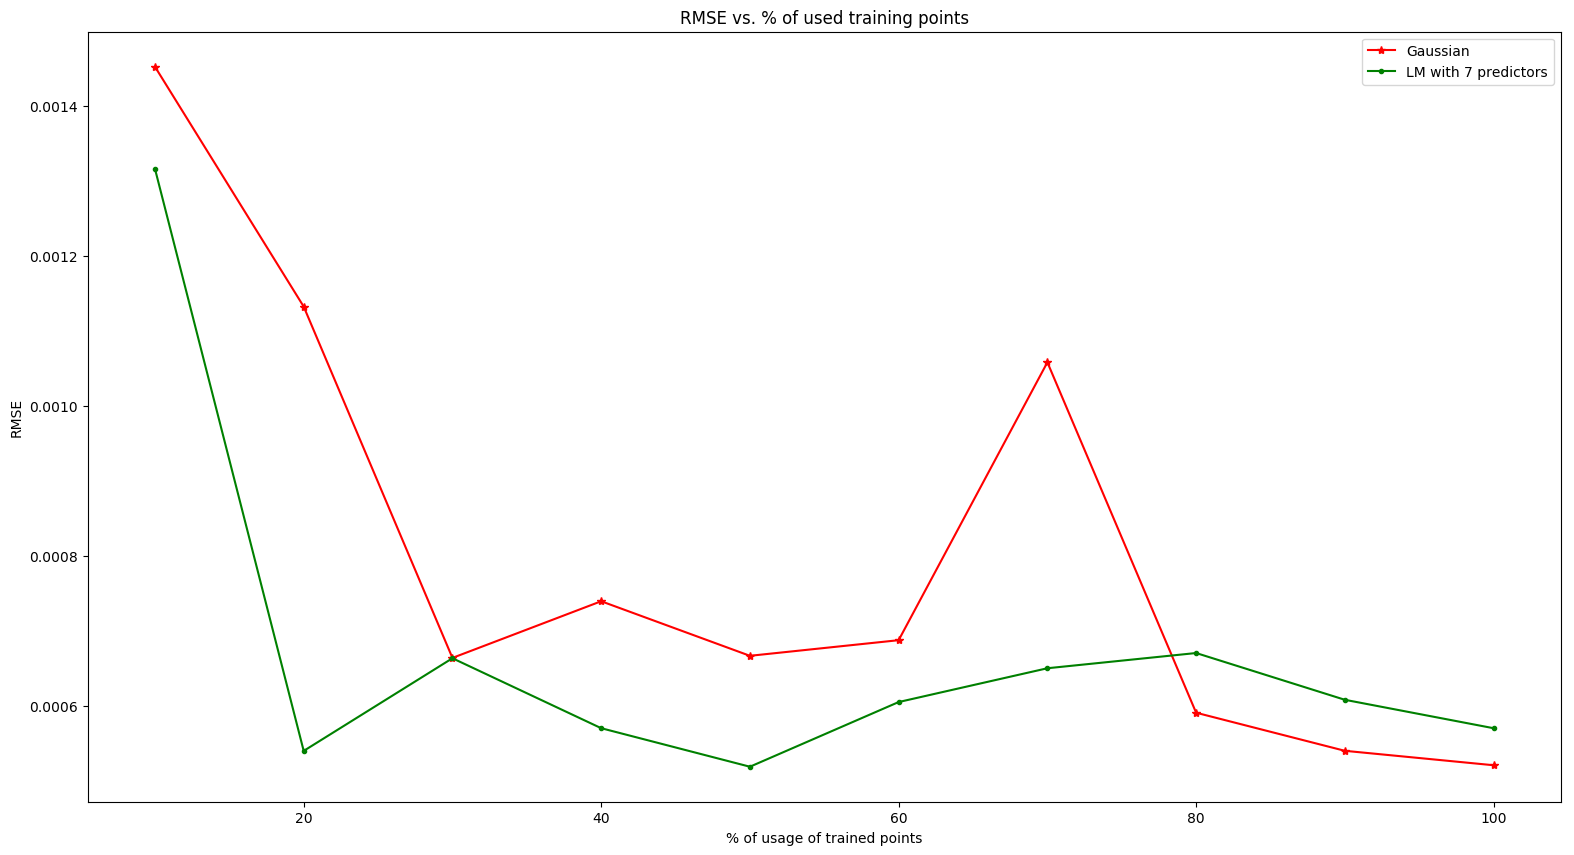 RMSE vs. % of used training points
Gaussian
LM with 7 predictors
0.0014
0.0012
0.0010
0.0008
0.0006
RMSE
20 40 60 80 100
% of usage of trained points